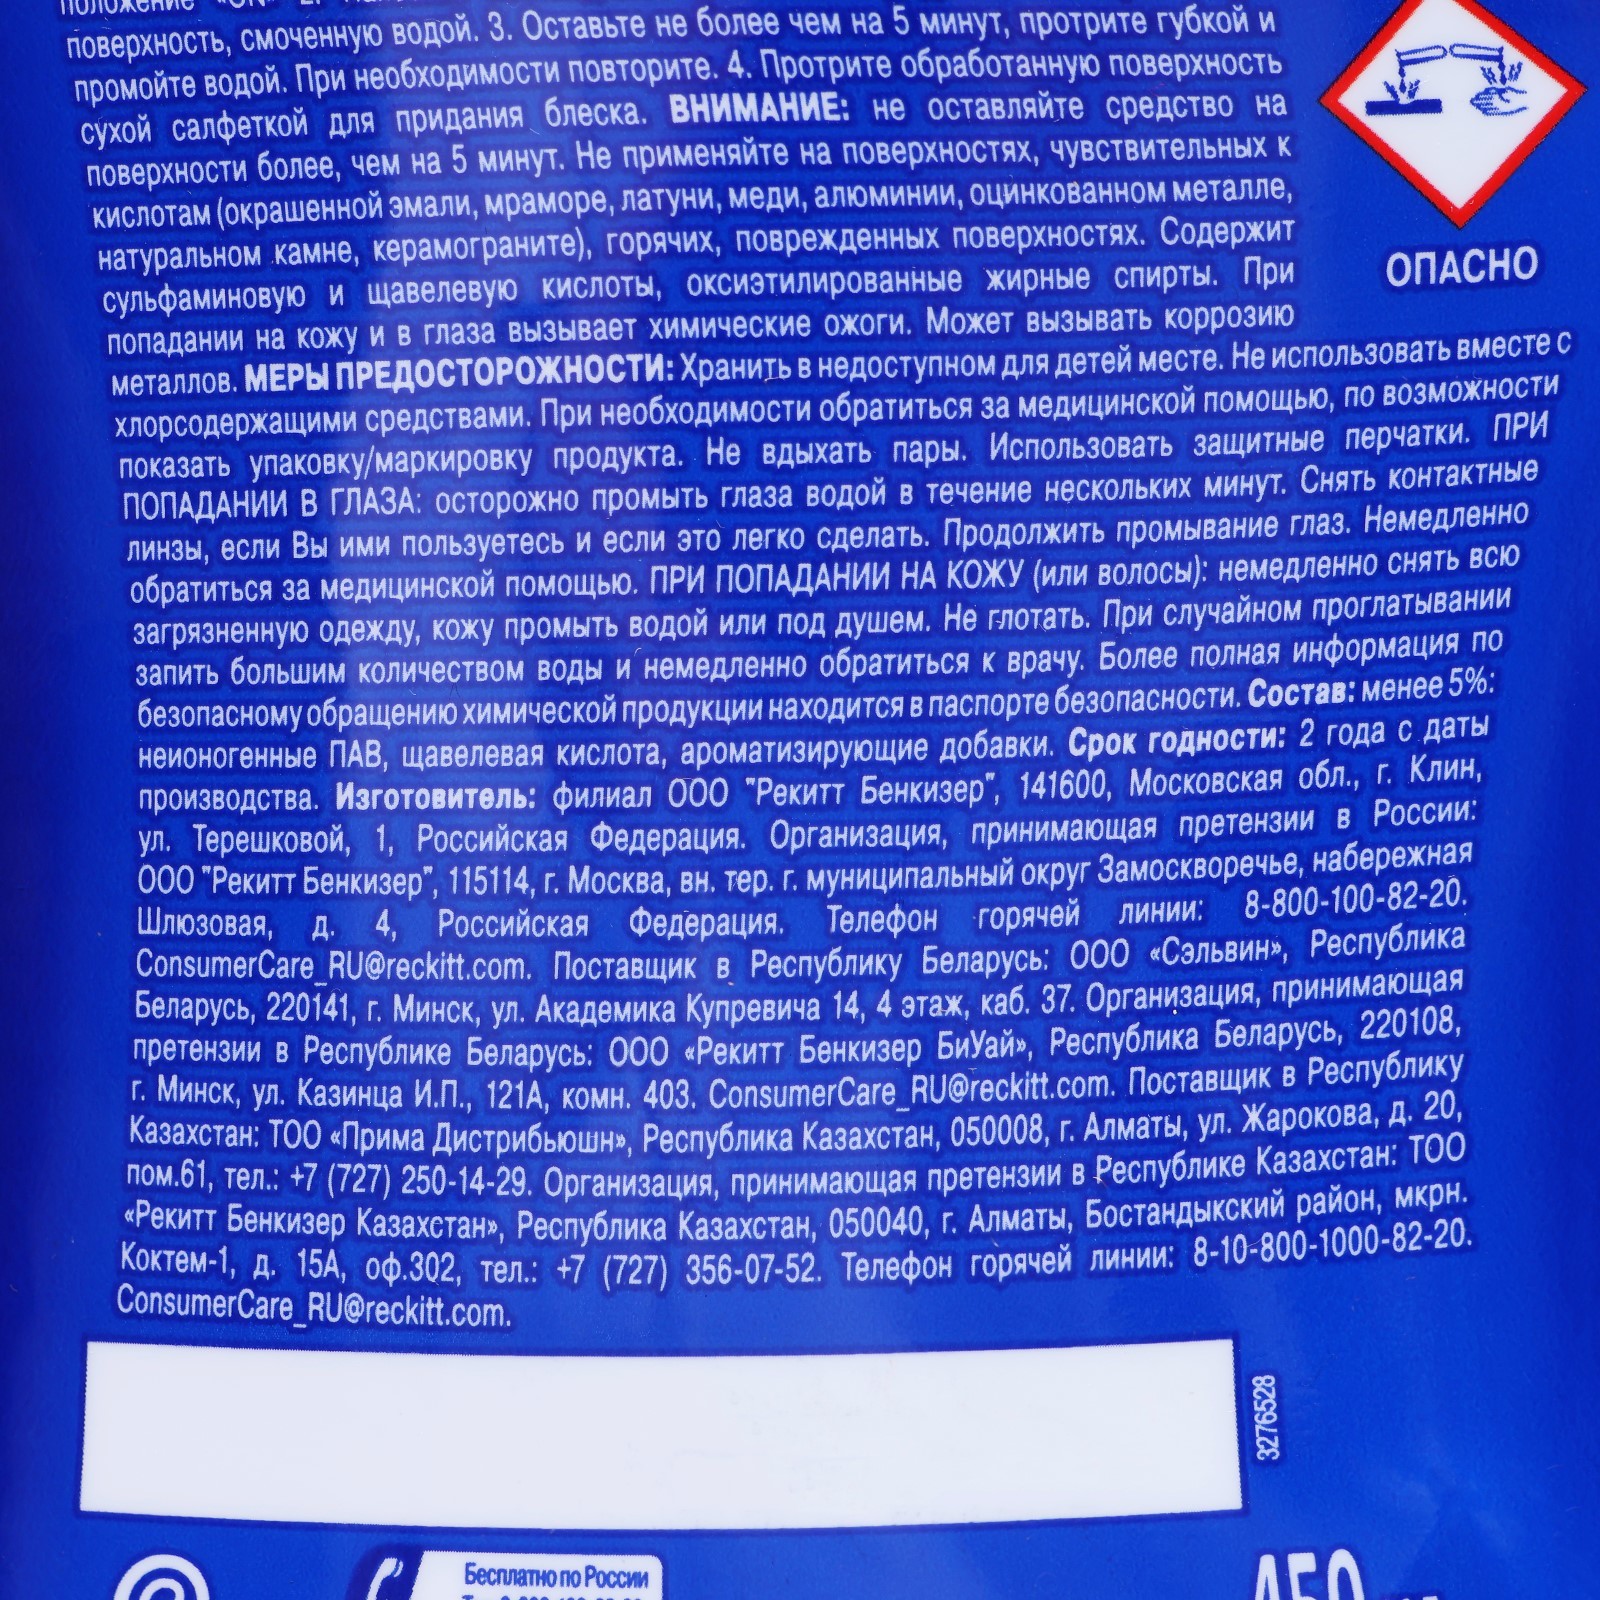 положение «ON» 2.
поверхность, смоченную водой. 3. Оставьте не более чем на 5 минут, протрите губкой и
промойте водой. При необходимости повторите. 4. Протрите обработанную поверхность
сухой салфеткой для придания блеска. ВНИМАНИЕ: не оставляйте средство на
поверхности более, чем на 5 минут. Не применяйте на поверхностях, чувствительных к
кислотам (окрашенной эмали, мраморе, латуни, меди, алюминии, оцинкованном металле,
натуральном камне, керамограните), горячих, поврежденных поверхностях. Содержит
сульфаминовую и щавелевую кислоты, оксиэтилированные жирные спирты. При
попадании на кожу и в глаза вызывает химические ожоги. Может вызывать коррозию
ОПАСНО
металлов. МЕРЫ ПРЕДОСТОРОЖНОСТИ: Хранить в недоступном для детей месте. Не использовать вместе с
хлорсодержащими средствами. При необходимости обратиться за медицинской помощью, по возможности
показать упаковку/маркировку продукта. Не вдыхать пары. Использовать защитные перчатки. ПРИ
ПОПАДАНИИ В ГЛАЗА: осторожно промыть глаза водой в течение нескольких минут. Снять контактные
линзы, если Вы ими пользуетесь и если это легко сделать. Продолжить промывание глаз. Немедленно
обратиться за медицинской помощью. ПРИ ПОПАДАНИИ НА КОЖУ (или волосы): немедленно снять всю
загрязненную одежду, кожу промыть водой или под душем. Не глотать. При случайном проглатывании
запить большим количеством воды и немедленно обратиться к врачу. Более полная информация по
безопасному обращению химической продукции находится в паспорте безопасности. Состав: менее 5%:
неионогенные ПАВ, щавелевая кислота, ароматизирующие добавки. Срок годности: 2 года с даты
производства. Изготовитель: филиал ООО "Рекитт Бенкизер", 141600, Московская обл., г. Клин,
ул. Терешковой, 1, Российская Федерация. Организация, принимающая претензии в России:
ООО "Рекитт Бенкизер", 115114, г. Москва, вн. тер. г. муниципальный округ Замоскворечье, набережная
Шлюзовая, д. 4, Российская Федерация. Телефон горячей линии: 8-800-100-82-20.
ConsumerCare_RU@reckitt.com. Поставщик в Республику Беларусь: ООО «Сэльвин», Республика
Беларусь, 220141, г. Минск, ул. Академика Купревича 14, 4 этаж, каб. 37. Организация, принимающая
претензии в Республике Беларусь: ООО «Рекитт Бенкизер БиУай», Республика Беларусь, 220108,
г. Минск, ул. Казинца И.П., 121А, комн. 403. ConsumerCare_RU@reckitt.com. Поставщик в Республику
Казахстан: ТОО «Прима Дистрибьюшн», Республика Казахстан, 050008, г. Алматы, ул. Жарокова, д. 20,
пом.61, тел.: +7 (727) 250-14-29. Организация, принимающая претензии в Республике Казахстан: ТОО
«Рекитт Бенкизер Казахстан», Республика Казахстан, 050040, г. Алматы, Бостандыкский район, мкрн.
Коктем-1, д. 15А, оф.302, тел.: +7 (727) 356-07-52. Телефон горячей линии: 8-10-800-1000-82-20.
ConsumerCare_RU@reckitt.com.
3276528
Бесплатно по России
450